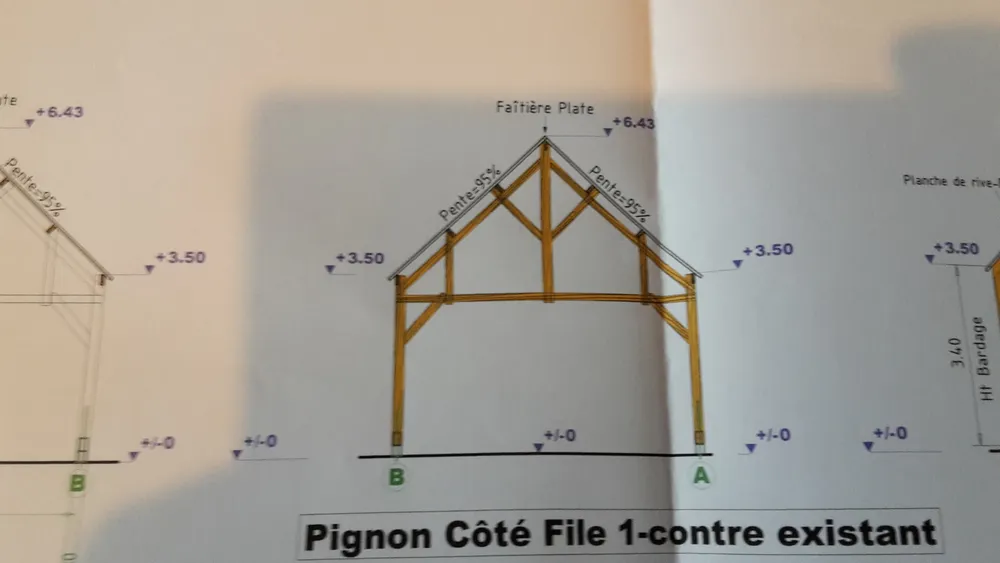 +6.43
Pente=95%
+3.50
+/-0
B
Faîtière Plate
+6.43
Pente=95%
Pente=95%
+3.50
+3.50
+/-0
+/-0
+/-0
B
A
Pignon Côté File 1-contre existant
Planche de rive
+3.50
3.40
Ht Bardage
+/-0